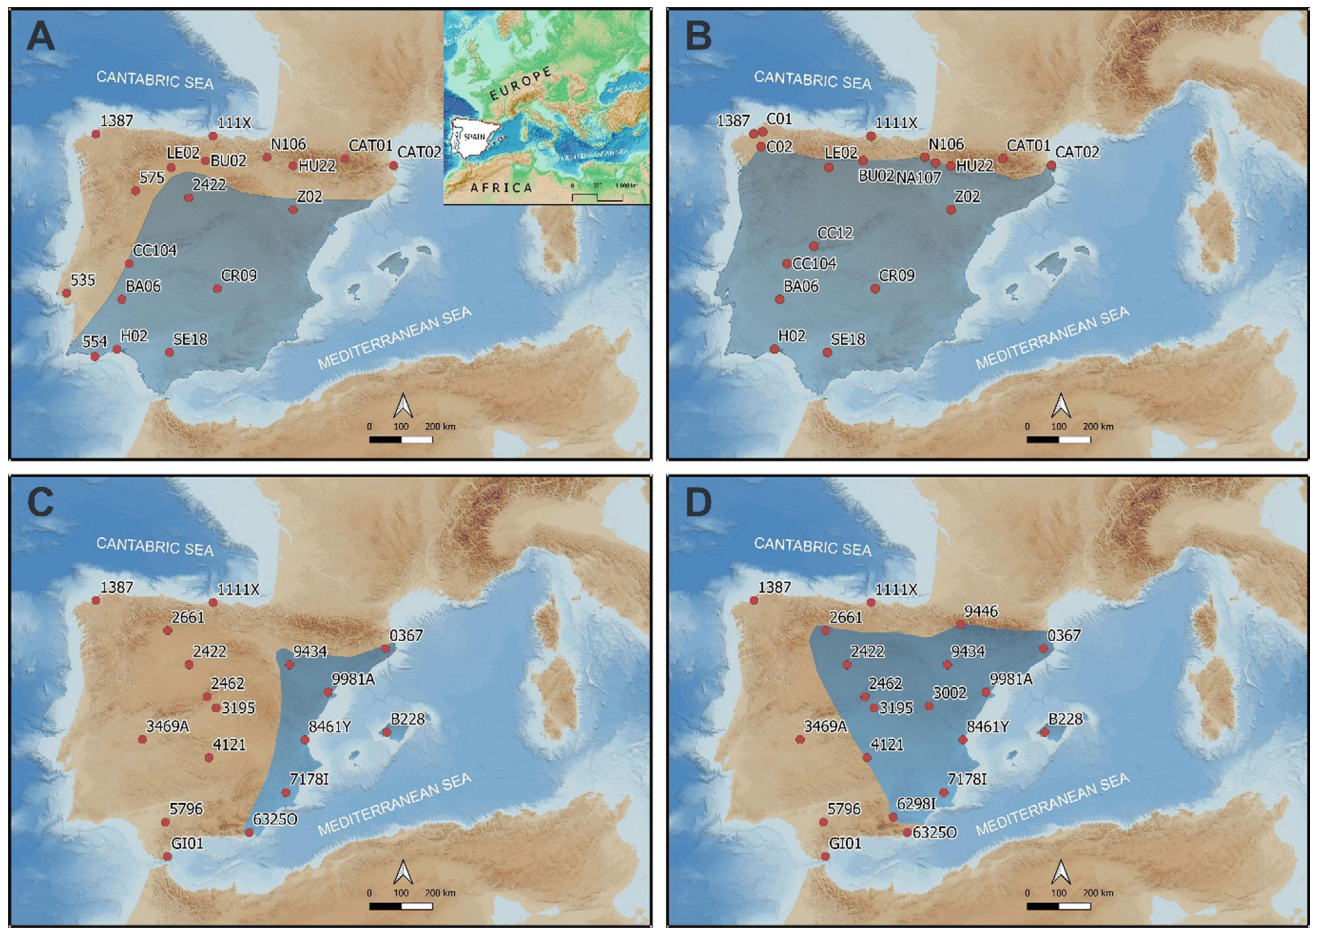 A
CANTABRIC SEA
EUROPE
SPAIN
MEDITERRANEAN SEA
AFRICA
1387
111X
N106
CAT01
CAT02
LE02
BU02
HU22
575
2422
Z02
CC104
535
BA06
CR09
554
H02
SE18
MEDITERRANEAN SEA
0 100 200 km
B
CANTABRIC SEA
1387
C01
1111X
C02
LE02
N106
CAT01
CAT02
BU02
NA107
HU22
Z02
CC12
CC104
BA06
CR09
H02
SE18
MEDITERRANEAN SEA
0 100 200 km
C
CANTABRIC SEA
1387
1111X
2661
0367
2422
9434
2462
9981A
3195
3469A
8461Y
B228
4121
7178I
5796
6325O
GI01
MEDITERRANEAN SEA
0 100 200 km
D
CANTABRIC SEA
1387
1111X
2661
9446
0367
2422
9434
2462
9981A
3195
3002
3469A
8461Y
B228
4121
7178I
5796
6298I
6325O
GI01
MEDITERRANEAN SEA
0 100 200 km